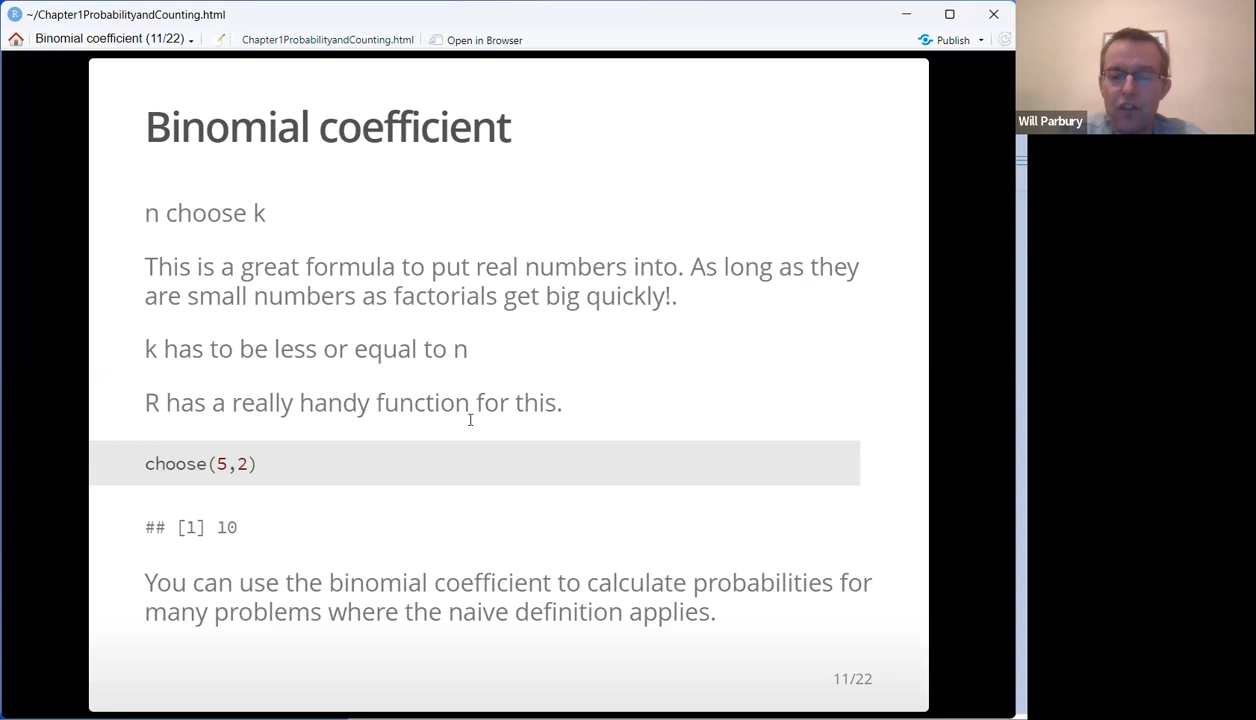 ~/Chapter1ProbabilityandCounting.html
Binomial coefficient (11/22)
Chapter1ProbabilityandCounting.html
Open in Browser
Publish
Will Parbury
Binomial coefficient
n choose k
This is a great formula to put real numbers into. As long as they
are small numbers as factorials get big quickly!.
k has to be less or equal to n
R has a really handy function for this.
choose(5,2)
## [1] 10
You can use the binomial coefficient to calculate probabilities for
many problems where the naive definition applies.
11/22